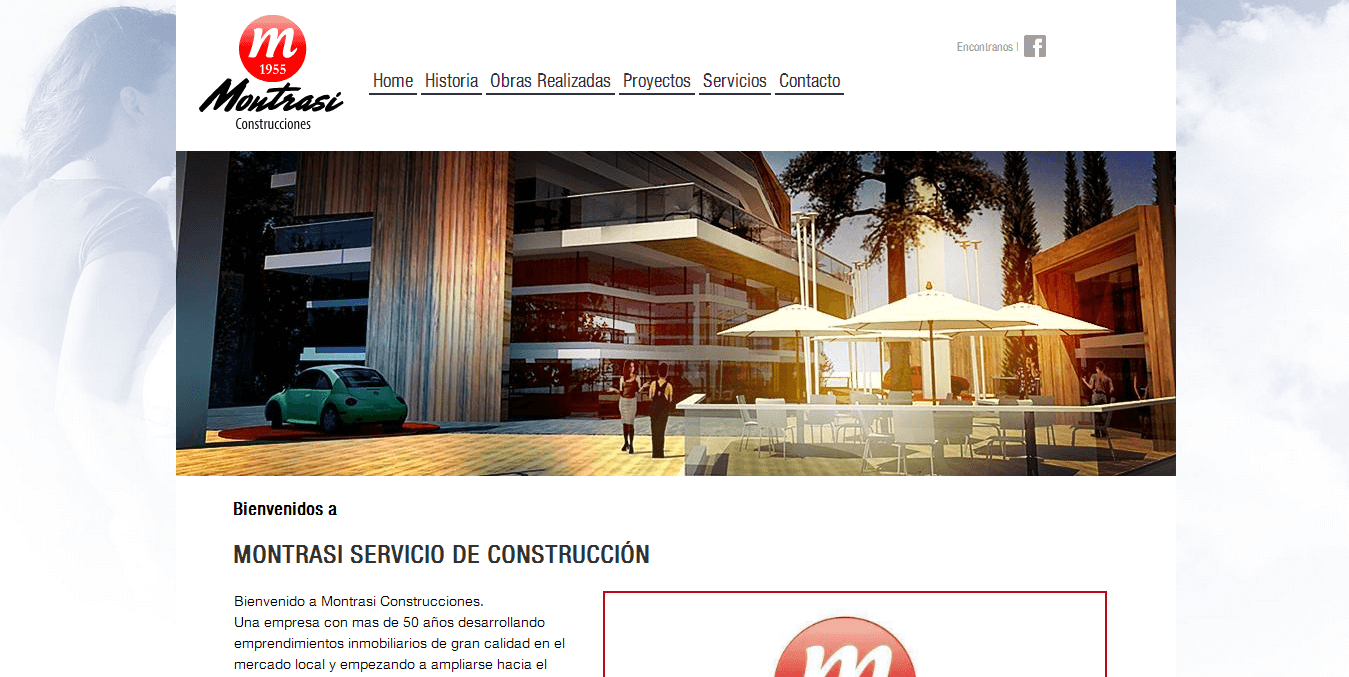 m
1955
Montrasi
Construcciones
Home Historia Obras Realizadas Proyectos Servicios Contacto
Encontranos | f
Bienvenidos a
MONTRASI SERVICIO DE CONSTRUCCIÓN
Bienvenido a Montrasi Construcciones.
Una empresa con mas de 50 años desarrollando
emprendimientos inmobiliarios de gran calidad en el
mercado local y empezando a ampliarse hacia el
m